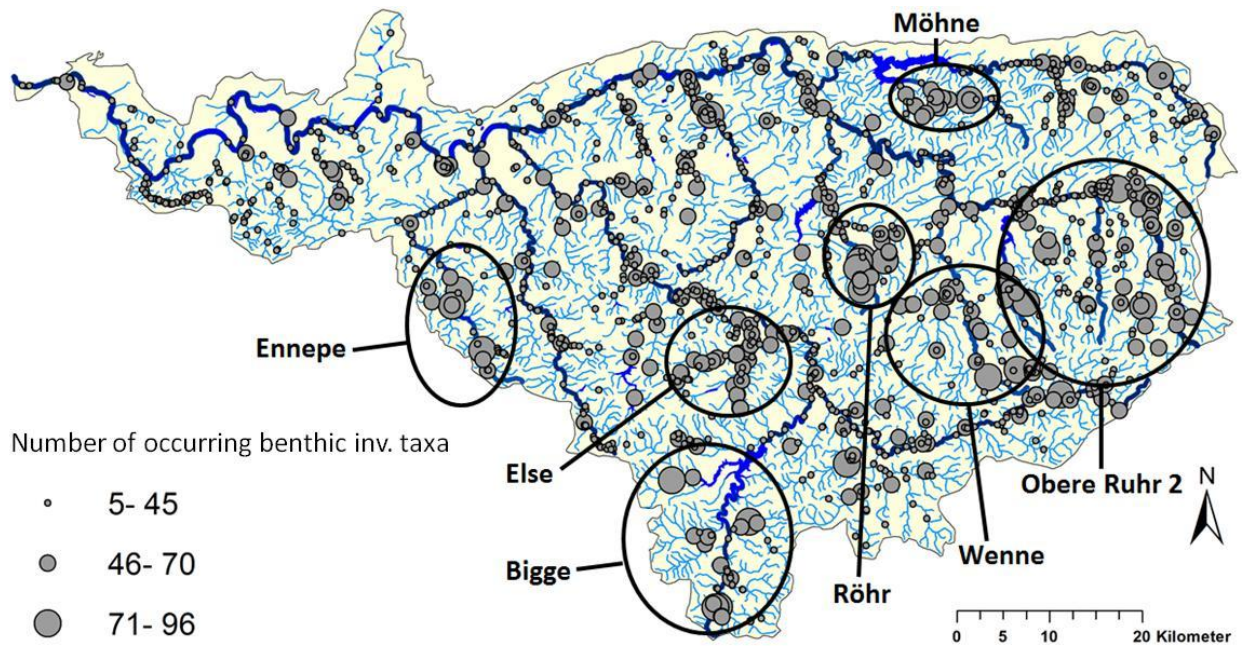 Möhne
Ennepe
Number of occurring benthic inv. taxa
5- 45
46- 70
71- 96
Else
Bigge
Röhr
Wenne
Obere Ruhr 2
N
0 5 10 20 Kilometer